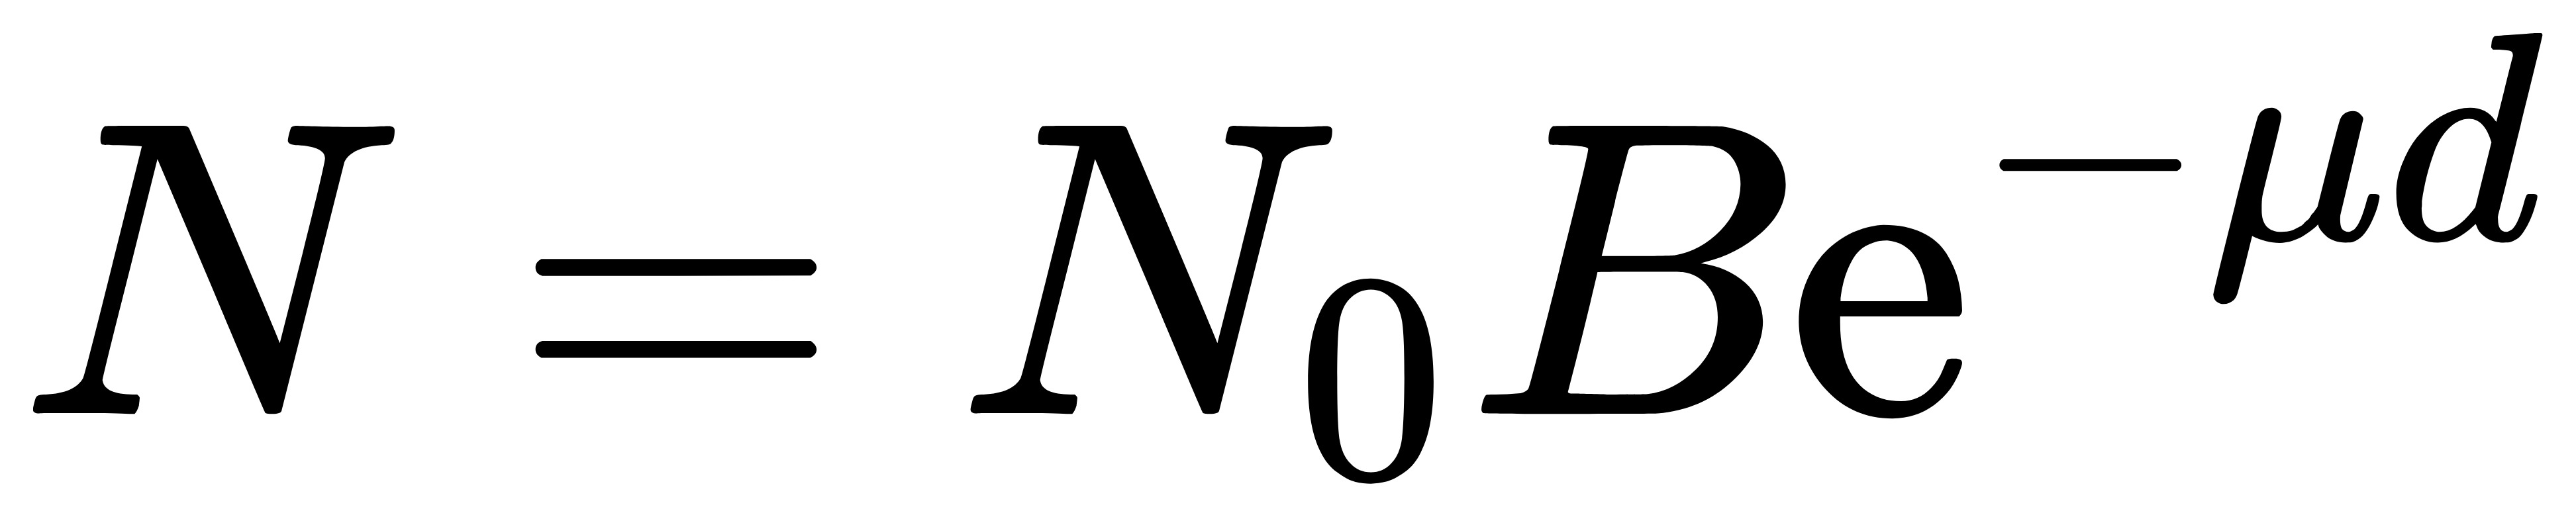 N = N₀Be^{−μd}